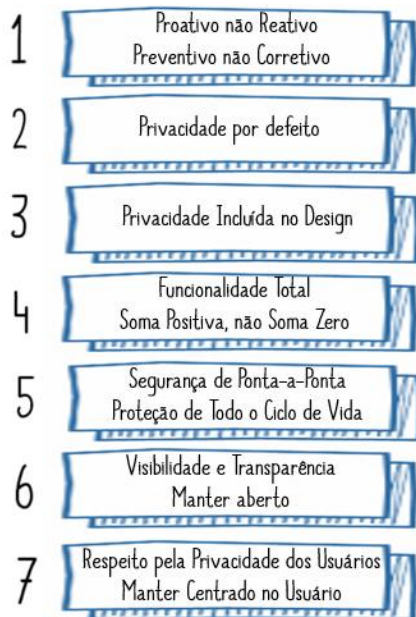 1
Proativo não Reativo
Preventivo não Corretivo
2
Privacidade por defeito
3
Privacidade Incluída no Design
4
Funcionalidade Total
Soma Positiva, não Soma Zero
5
Segurança de Ponta-a-Ponta
Proteção de Todo o Ciclo de Vida
6
Visibilidade e Transparência
Manter aberto
7
Respeito pela Privacidade dos Usuários
Manter Centrado no Usuário